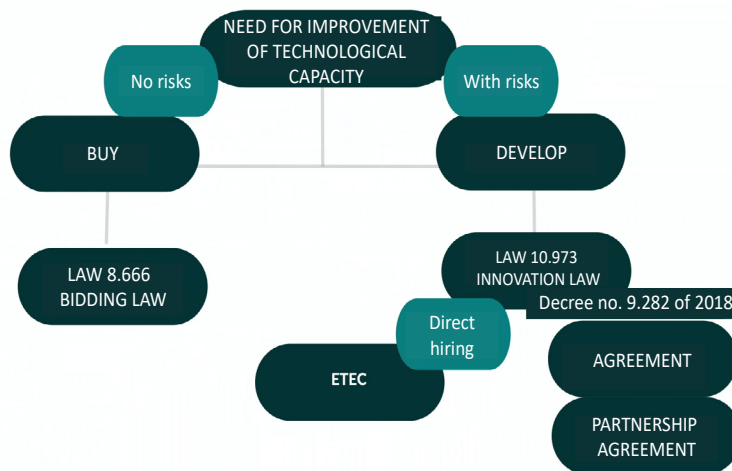 NEED FOR IMPROVEMENT
OF TECHNOLOGICAL
CAPACITY
No risks
With risks
BUY
DEVELOP
LAW 8.666
BIDDING LAW
LAW 10.973
INNOVATION LAW
Decree no. 9.282 of 2018
Direct
hiring
ETEC
AGREEMENT
PARTNERSHIP
AGREEMENT